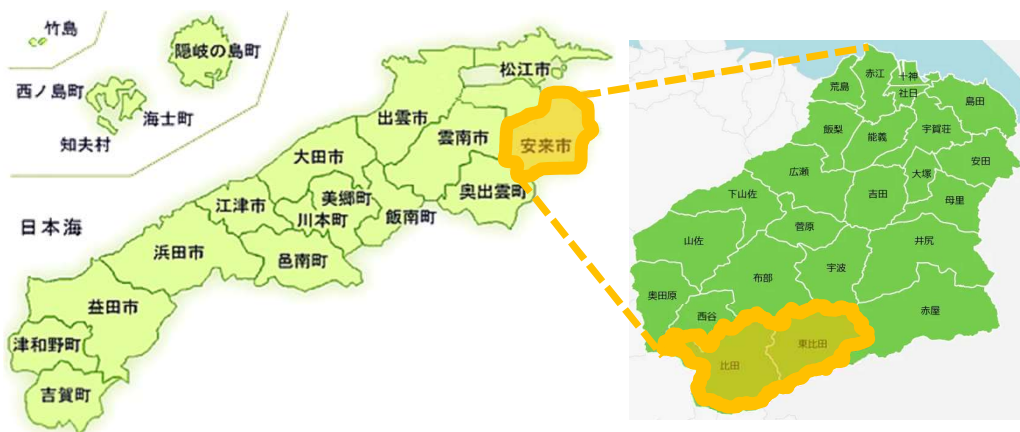 竹島
隠岐の島町
西ノ島町
海士町
知夫村
松江市
出雲市
雲南市
安来市
大田市
奥出雲町
美郷町
江津市
川本町
飯南町
日本海
浜田市
邑南町
益田市
津和野町
吉賀町
赤江
十神
荒島
社日
島田
飯梨
能義
宇賀荘
安田
広瀬
大塚
下山佐
吉田
母里
菅原
山佐
井尻
布部
宇波
奥田原
西谷
赤屋
東比田
比田